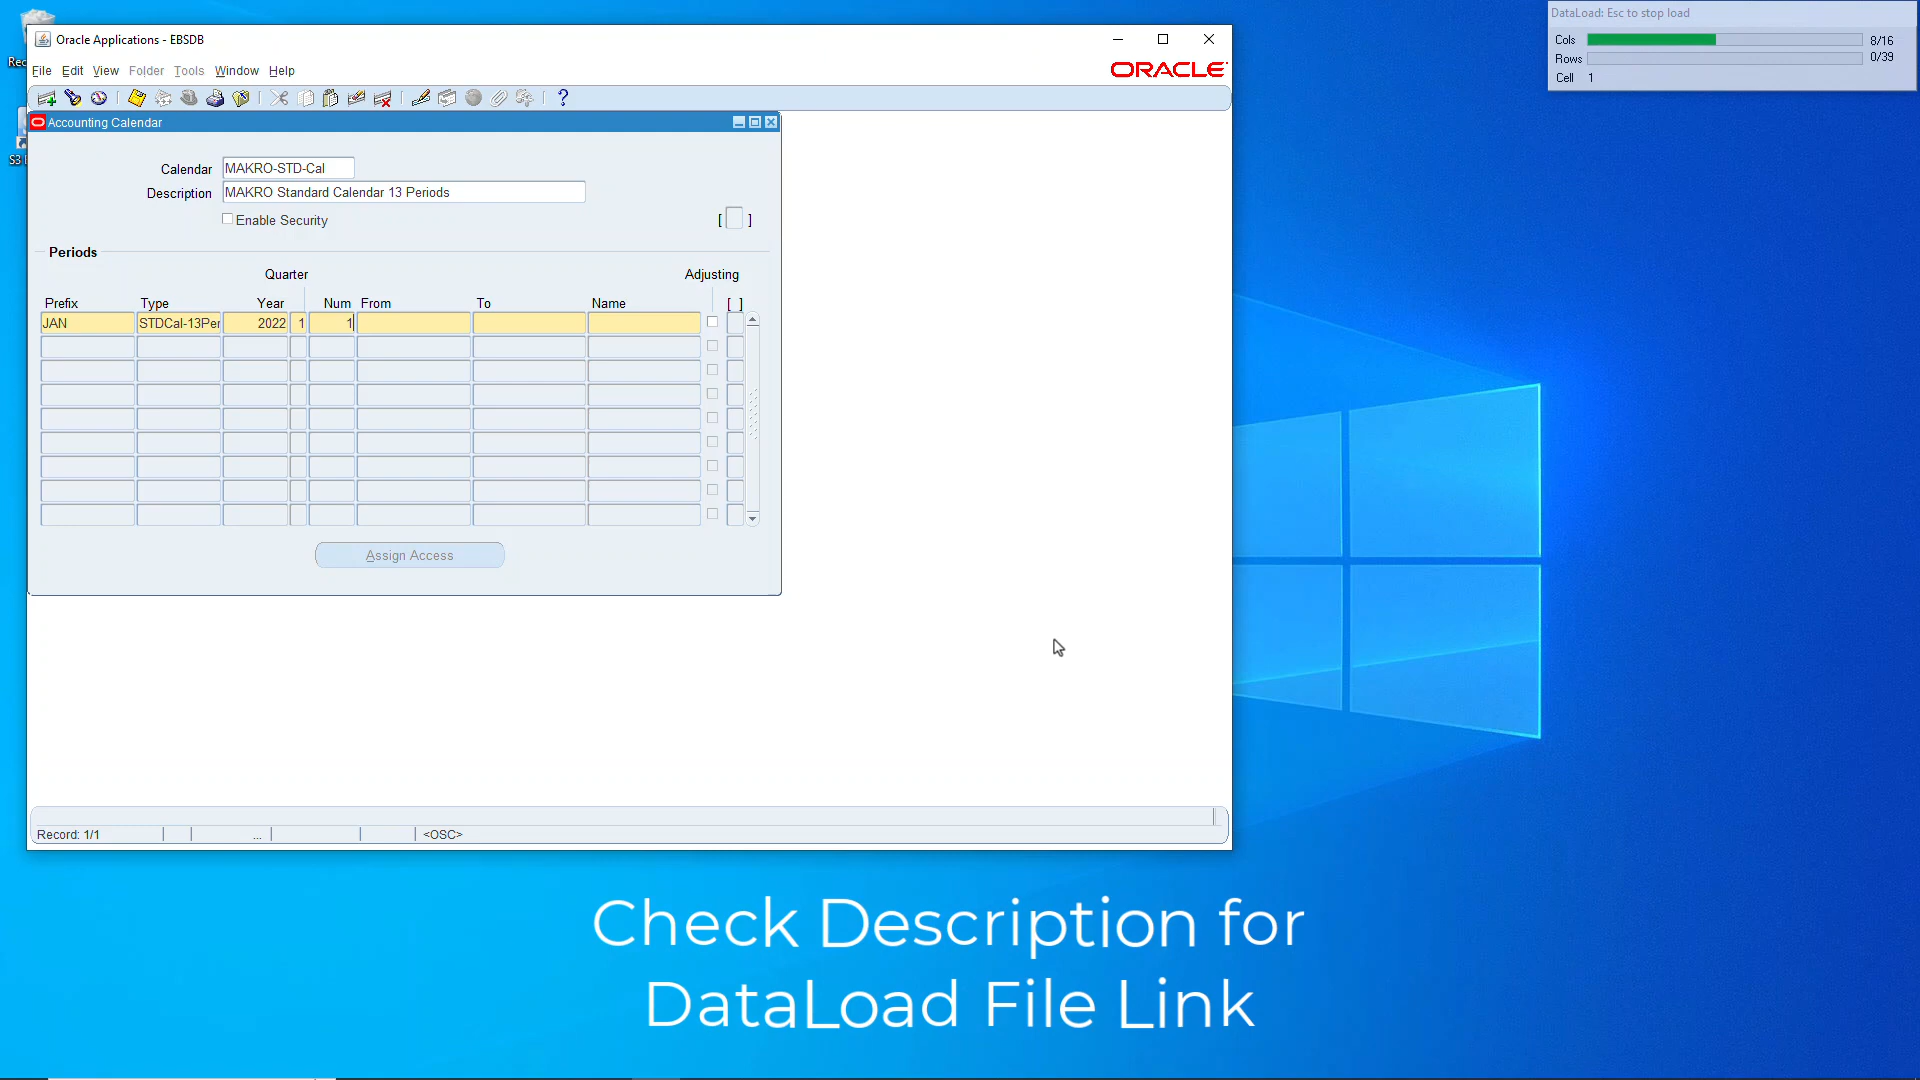 DataLoad: Esc to stop load
Cols 8/16
Rows 0/39
Cell 1
Rec
S3
Oracle Applications - EBSDB
File Edit View Folder Tools Window Help
ORACLE
Accounting Calendar
Calendar MAKRO-STD-Cal
Description MAKRO Standard Calendar 13 Periods
Enable Security
[ ]
Periods
Quarter Adjusting
Prefix Type Year Num From To Name [ ]
JAN STDCal-13Per 2022 1 1
Assign Access
Record: 1/1 ... <OSC>
Check Description for
DataLoad File Link